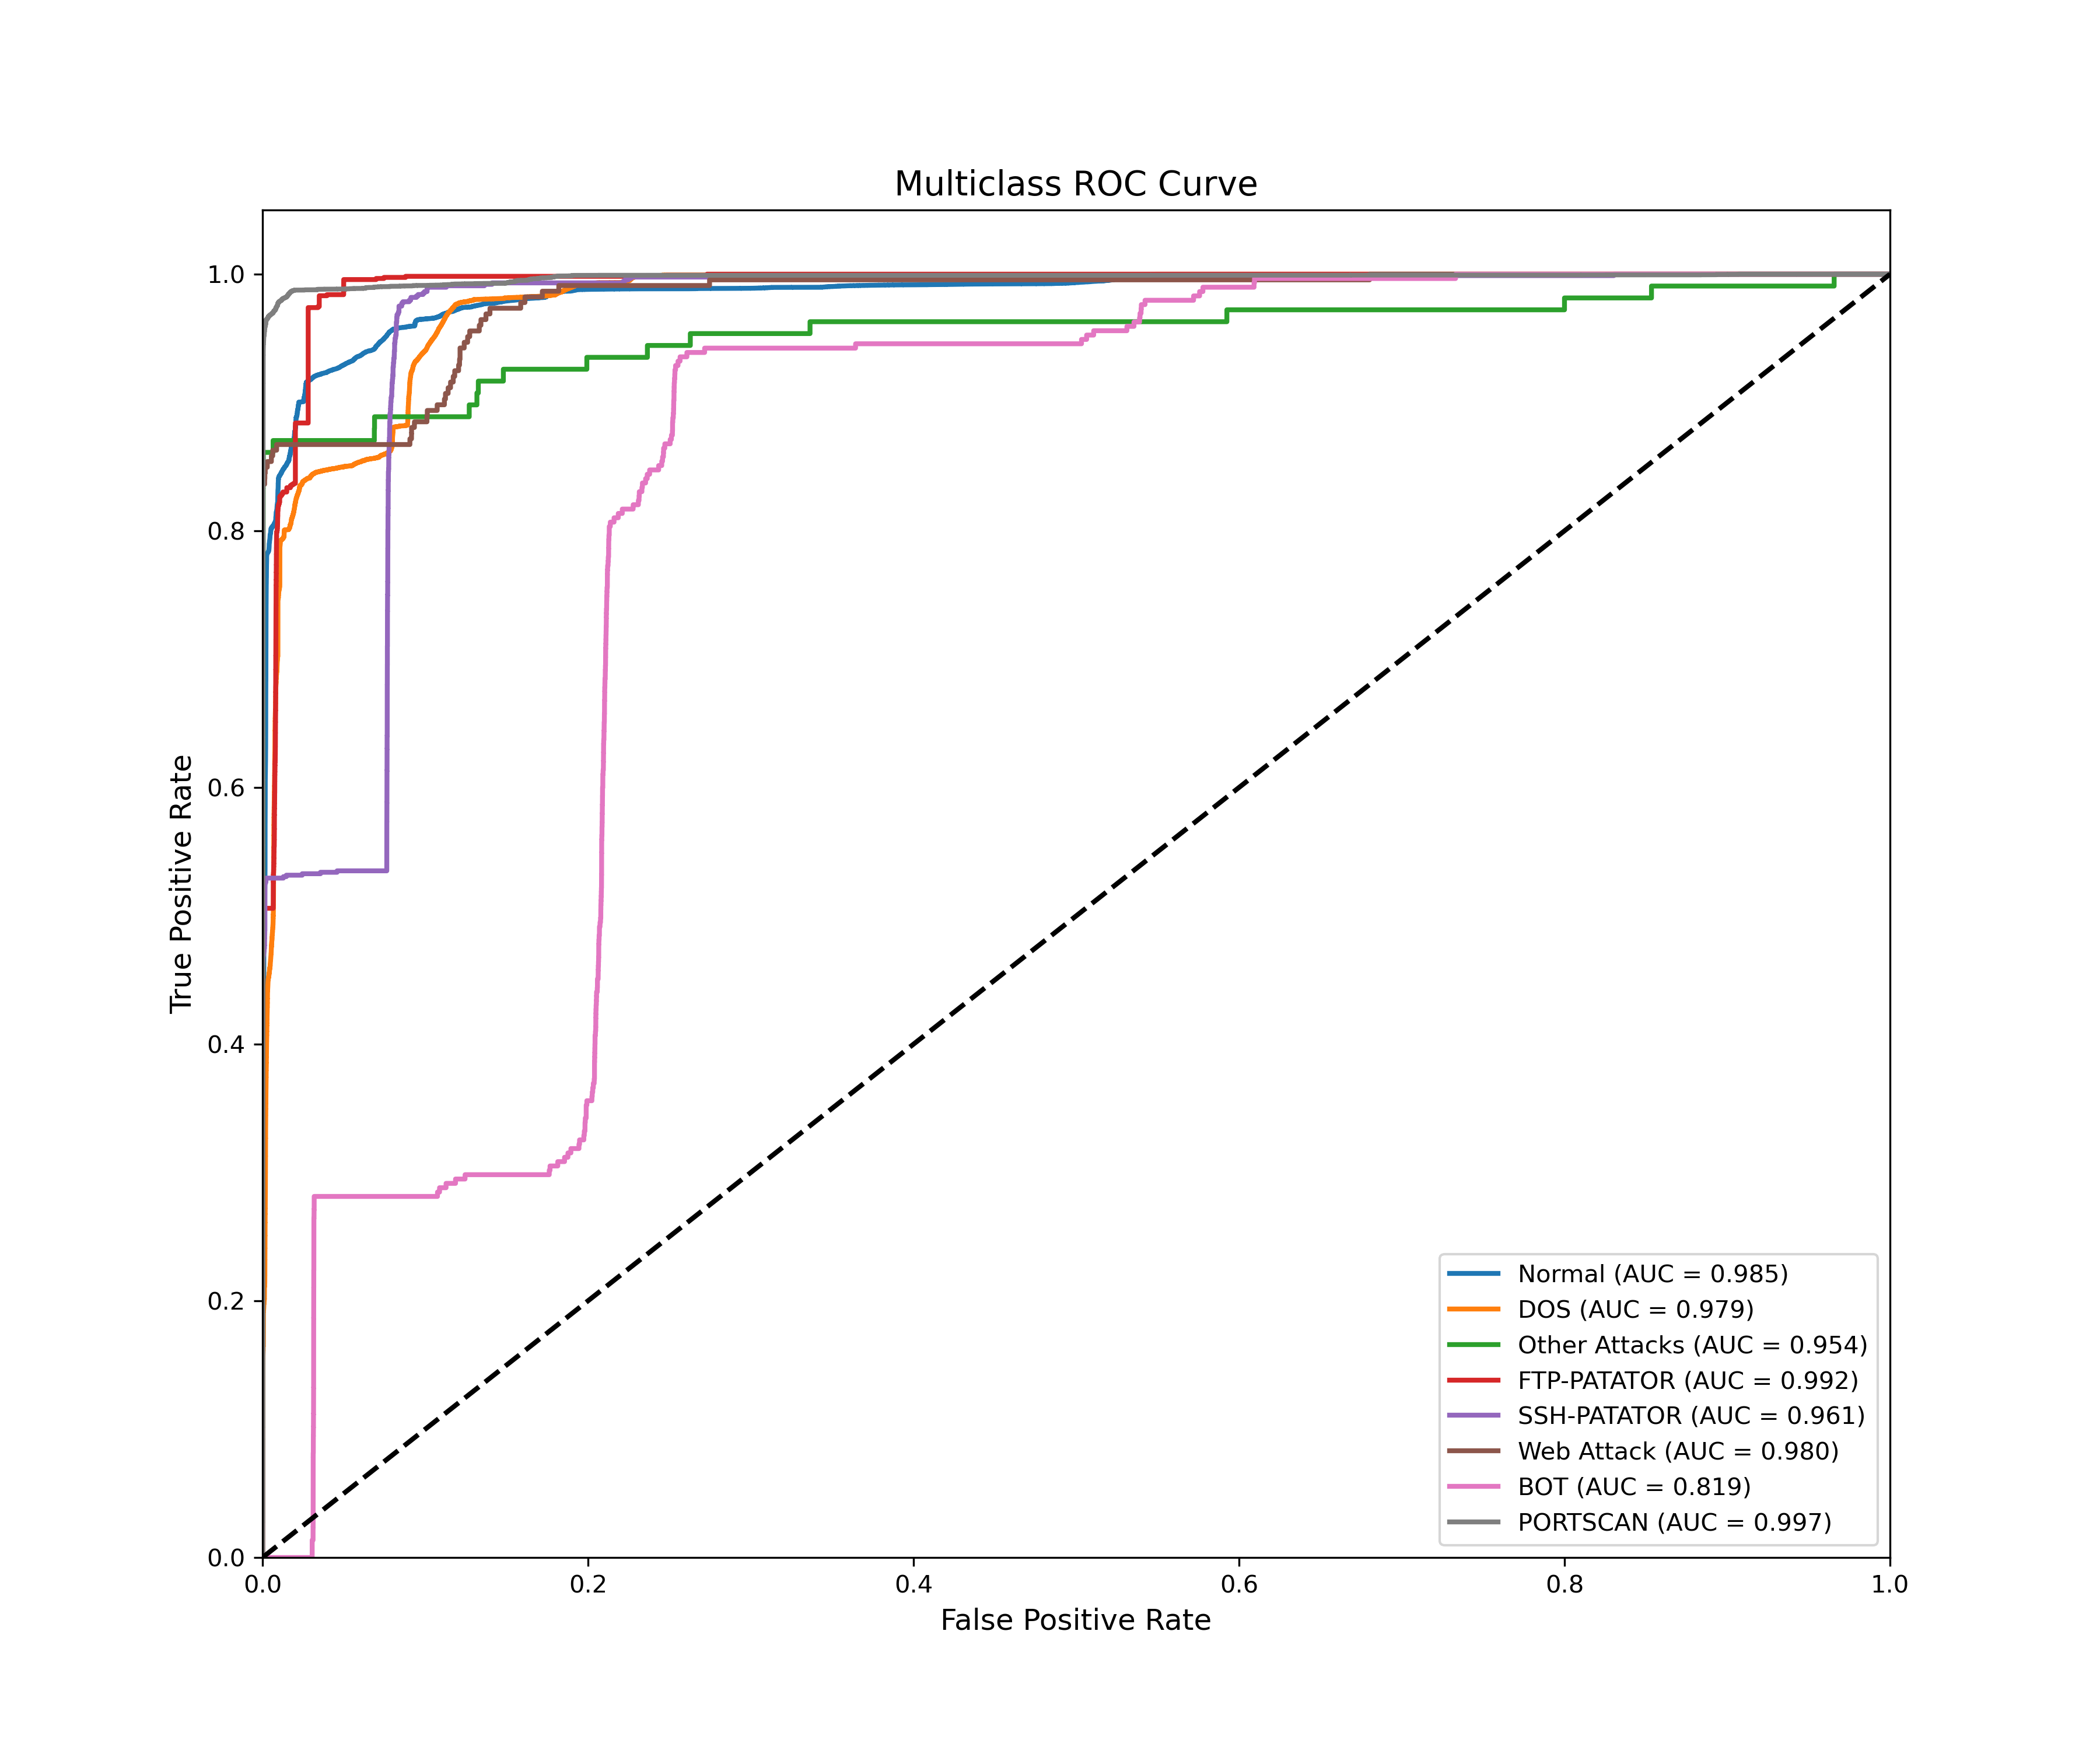 Multiclass ROC Curve
True Positive Rate
1.0
0.8
0.6
0.4
0.2
0.0
0.0 0.2 0.4 0.6 0.8 1.0
False Positive Rate
Normal (AUC = 0.985)
DOS (AUC = 0.979)
Other Attacks (AUC = 0.954)
FTP-PATATOR (AUC = 0.992)
SSH-PATATOR (AUC = 0.961)
Web Attack (AUC = 0.980)
BOT (AUC = 0.819)
PORTSCAN (AUC = 0.997)